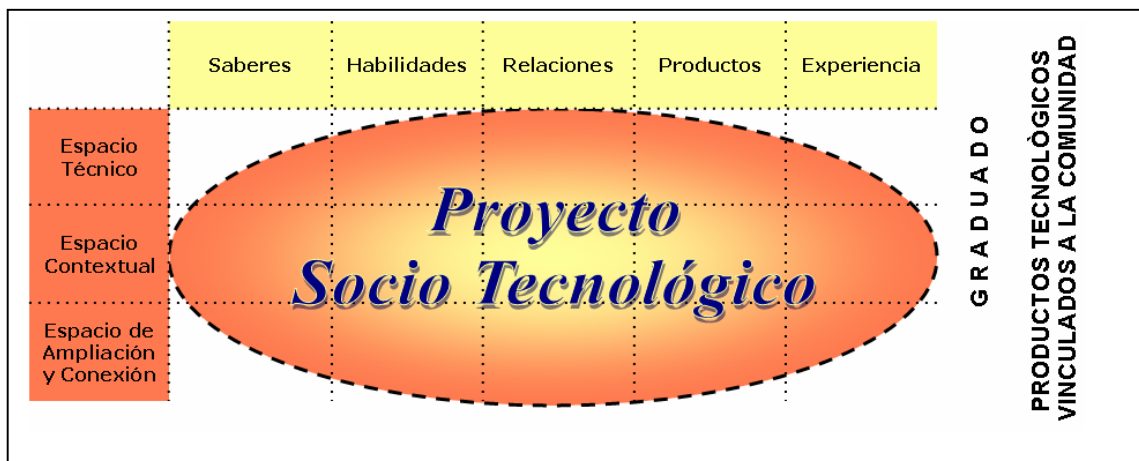 Saberes
Habilidades
Relaciones
Productos
Experiencia
Espacio
Técnico
Espacio
Contextual
Espacio de
Ampliación
y Conexión
Proyecto
Socio Tecnológico
GRADUADO
PRODUCTOS TECNOLÒGICOS
VINCULADOS A LA COMUNIDAD